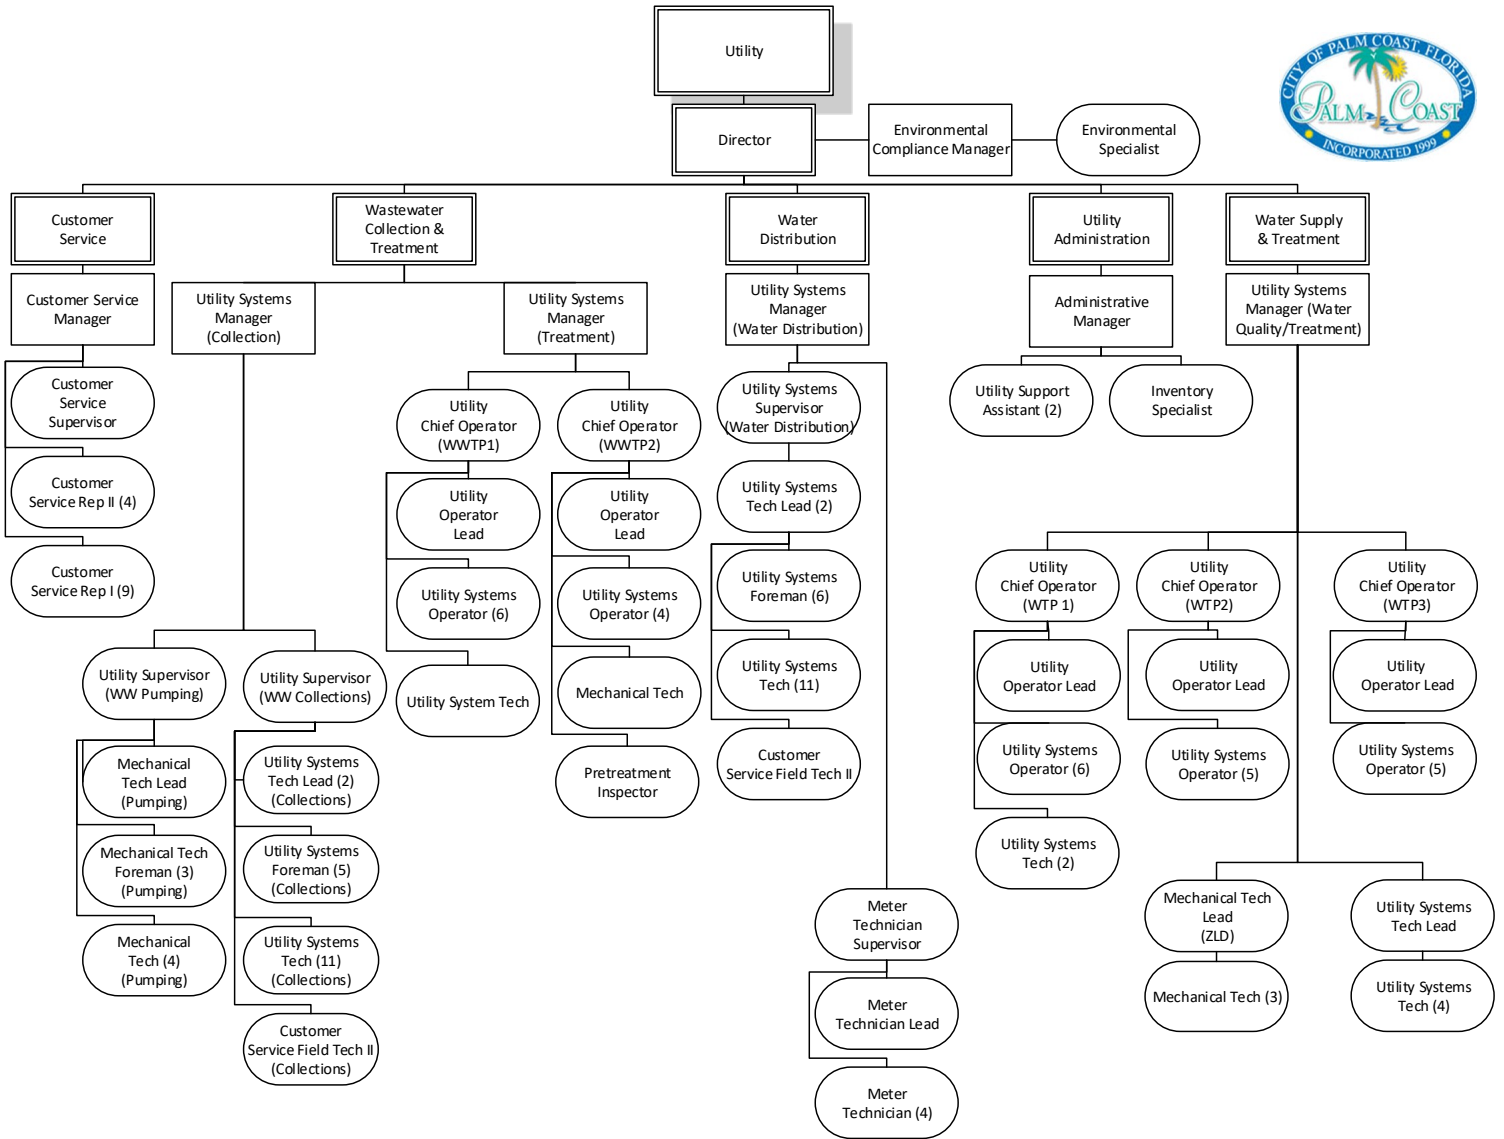 Utility
CITY OF PALM COAST, FLORIDA
PALM COAST
INCORPORATED 1999
Director
Environmental
Compliance Manager
Environmental
Specialist
Customer
Service
Wastewater
Collection &
Treatment
Water
Distribution
Utility
Administration
Water Supply
& Treatment
Customer Service
Manager
Utility Systems
Manager
(Collection)
Utility Systems
Manager
(Treatment)
Utility Systems
Manager
(Water Distribution)
Administrative
Manager
Utility Systems
Manager (Water
Quality/Treatment)
Customer
Service
Supervisor
Customer
Service Rep II (4)
Customer
Service Rep I (9)
Utility Supervisor
(WW Pumping)
Mechanical
Tech Lead
(Pumping)
Mechanical Tech
Foreman (3)
(Pumping)
Mechanical
Tech (4)
(Pumping)
Utility Supervisor
(WW Collections)
Utility Systems
Tech Lead (2)
(Collections)
Utility Systems
Foreman (5)
(Collections)
Utility Systems
Tech (11)
(Collections)
Customer
Service Field Tech II
(Collections)
Utility
Chief Operator
(WWTP1)
Utility
Operator
Lead
Utility Systems
Operator (6)
Utility System Tech
Utility
Chief Operator
(WWTP2)
Utility
Operator
Lead
Utility Systems
Operator (4)
Mechanical Tech
Pretreatment
Inspector
Utility Systems
Supervisor
(Water Distribution)
Utility Systems
Tech Lead (2)
Utility Systems
Foreman (6)
Utility Systems
Tech (11)
Customer
Service Field Tech II
Meter
Technician
Supervisor
Meter
Technician Lead
Meter
Technician (4)
Utility Support
Assistant (2)
Inventory
Specialist
Utility
Chief Operator
(WTP 1)
Utility
Operator Lead
Utility Systems
Operator (6)
Utility Systems
Tech (2)
Utility
Chief Operator
(WTP2)
Utility
Operator Lead
Utility Systems
Operator (5)
Utility
Chief Operator
(WTP3)
Utility
Operator Lead
Utility Systems
Operator (5)
Mechanical Tech
Lead
(ZLD)
Mechanical Tech (3)
Utility Systems
Tech Lead
Utility Systems
Tech (4)